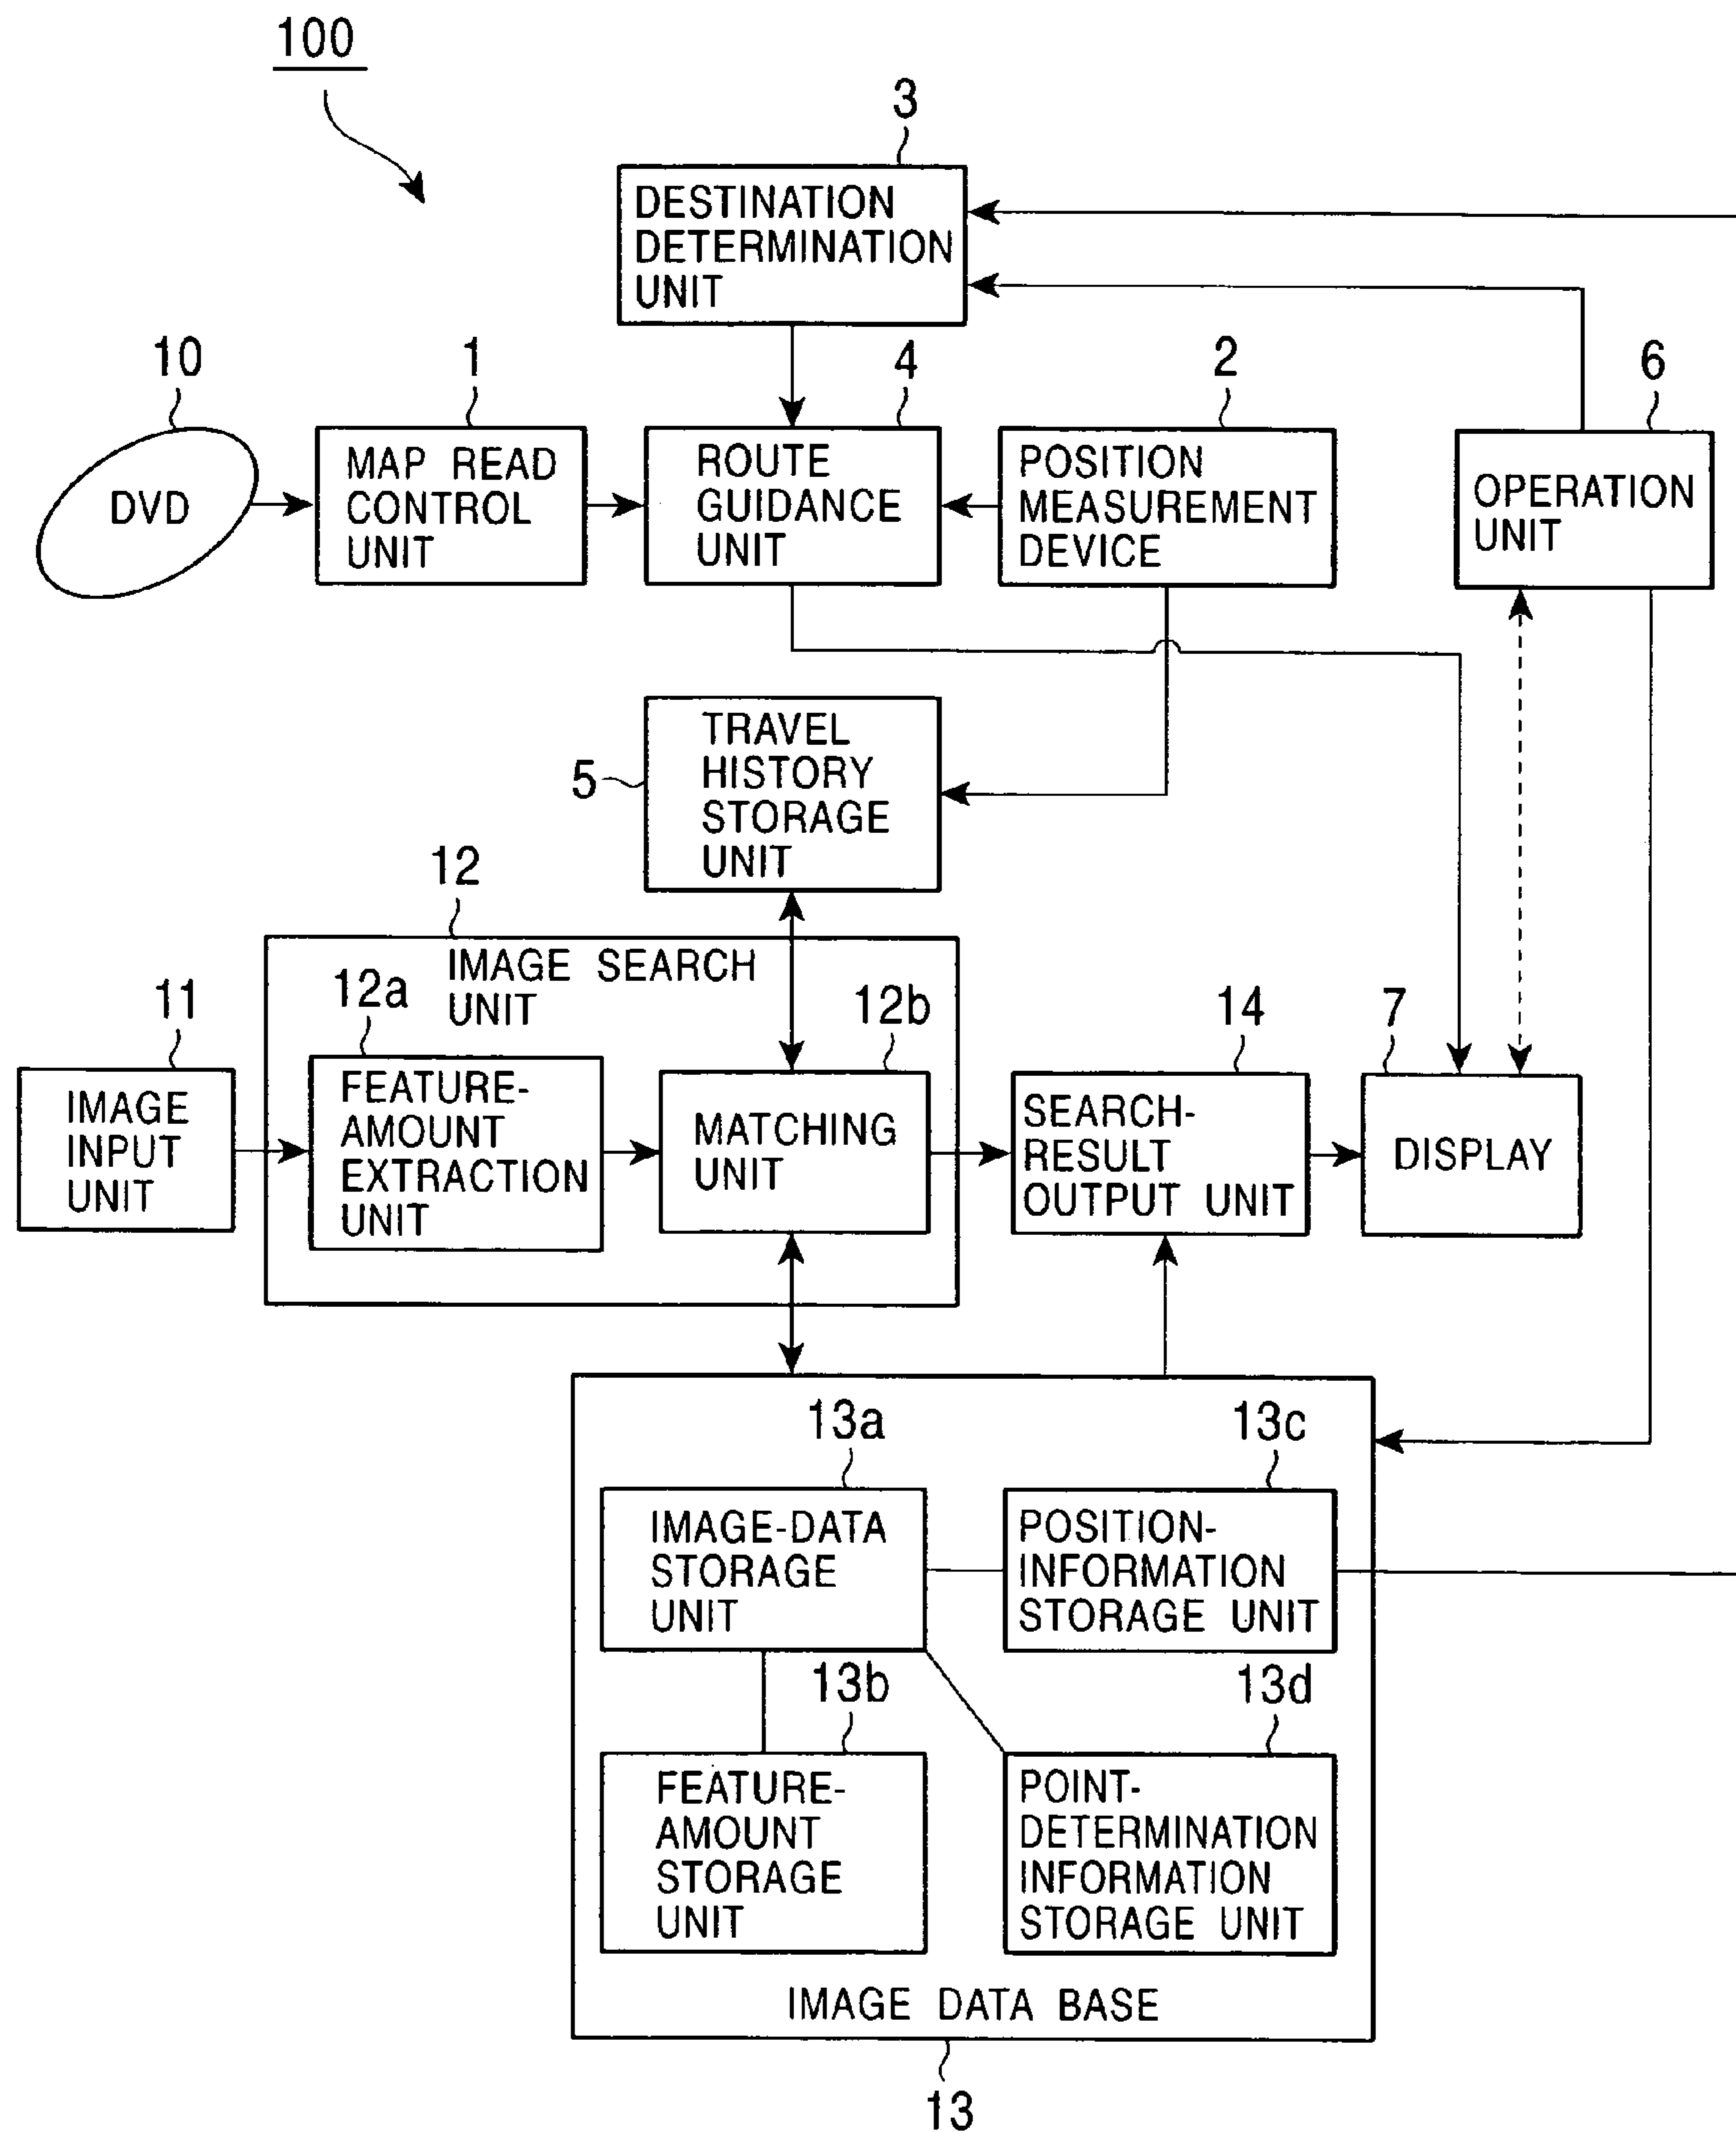 100
3
DESTINATION
DETERMINATION
UNIT
10
1
4
2
6
DVD
MAP READ
CONTROL
UNIT
ROUTE
GUIDANCE
UNIT
POSITION
MEASUREMENT
DEVICE
OPERATION
UNIT
5
TRAVEL
HISTORY
STORAGE
UNIT
12
IMAGE SEARCH
UNIT
11
12a
12b
14
7
IMAGE
INPUT
UNIT
FEATURE-
AMOUNT
EXTRACTION
UNIT
MATCHING
UNIT
SEARCH-
RESULT
OUTPUT UNIT
DISPLAY
13a
13c
IMAGE-DATA
STORAGE
UNIT
POSITION-
INFORMATION
STORAGE UNIT
13b
13d
FEATURE-
AMOUNT
STORAGE
UNIT
POINT-
DETERMINATION
INFORMATION
STORAGE UNIT
IMAGE DATA BASE
13